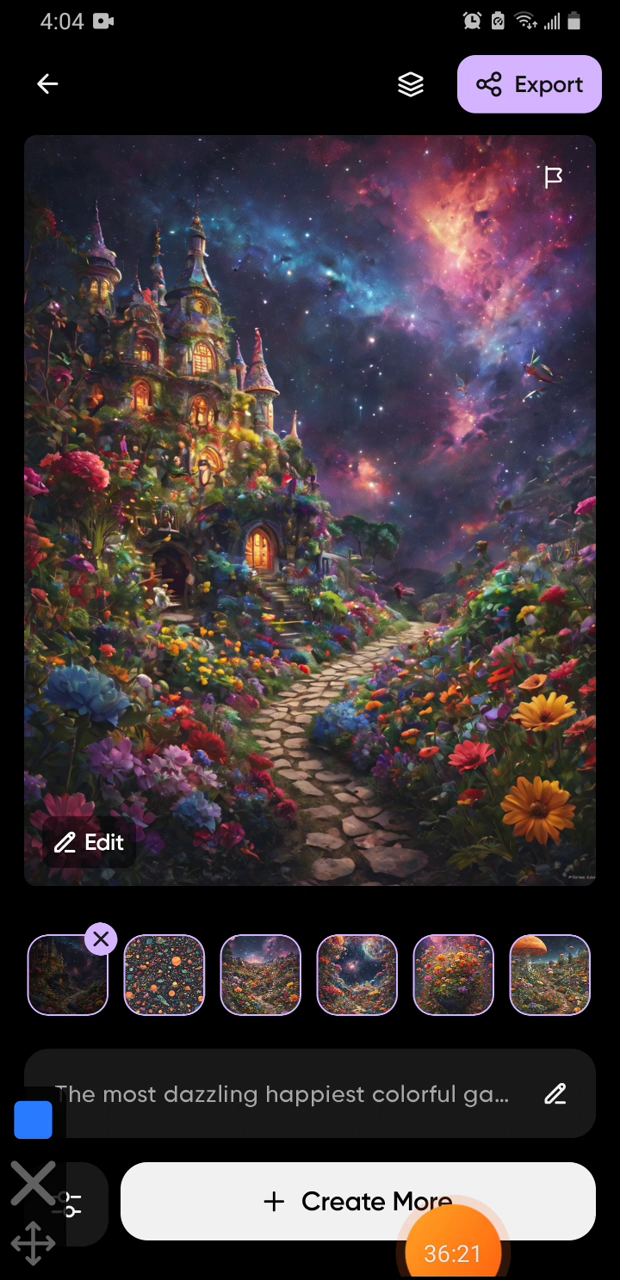 4:04
Export
Edit
The most dazzling happiest colorful ga...
+ Create More
36:21